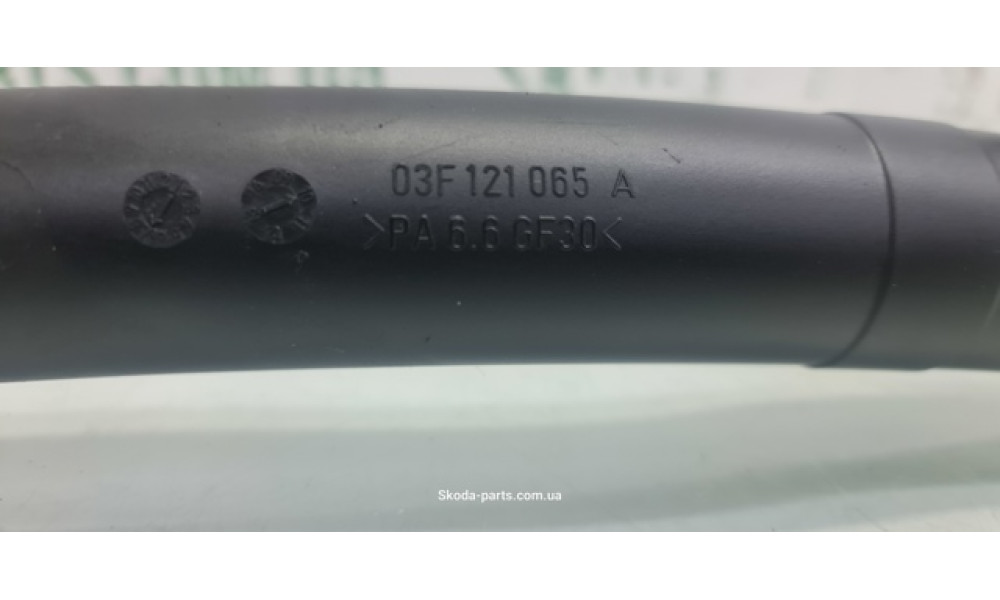 03F 121 065 A
>PA 6.6 GF30<
Skoda-parts.com.ua